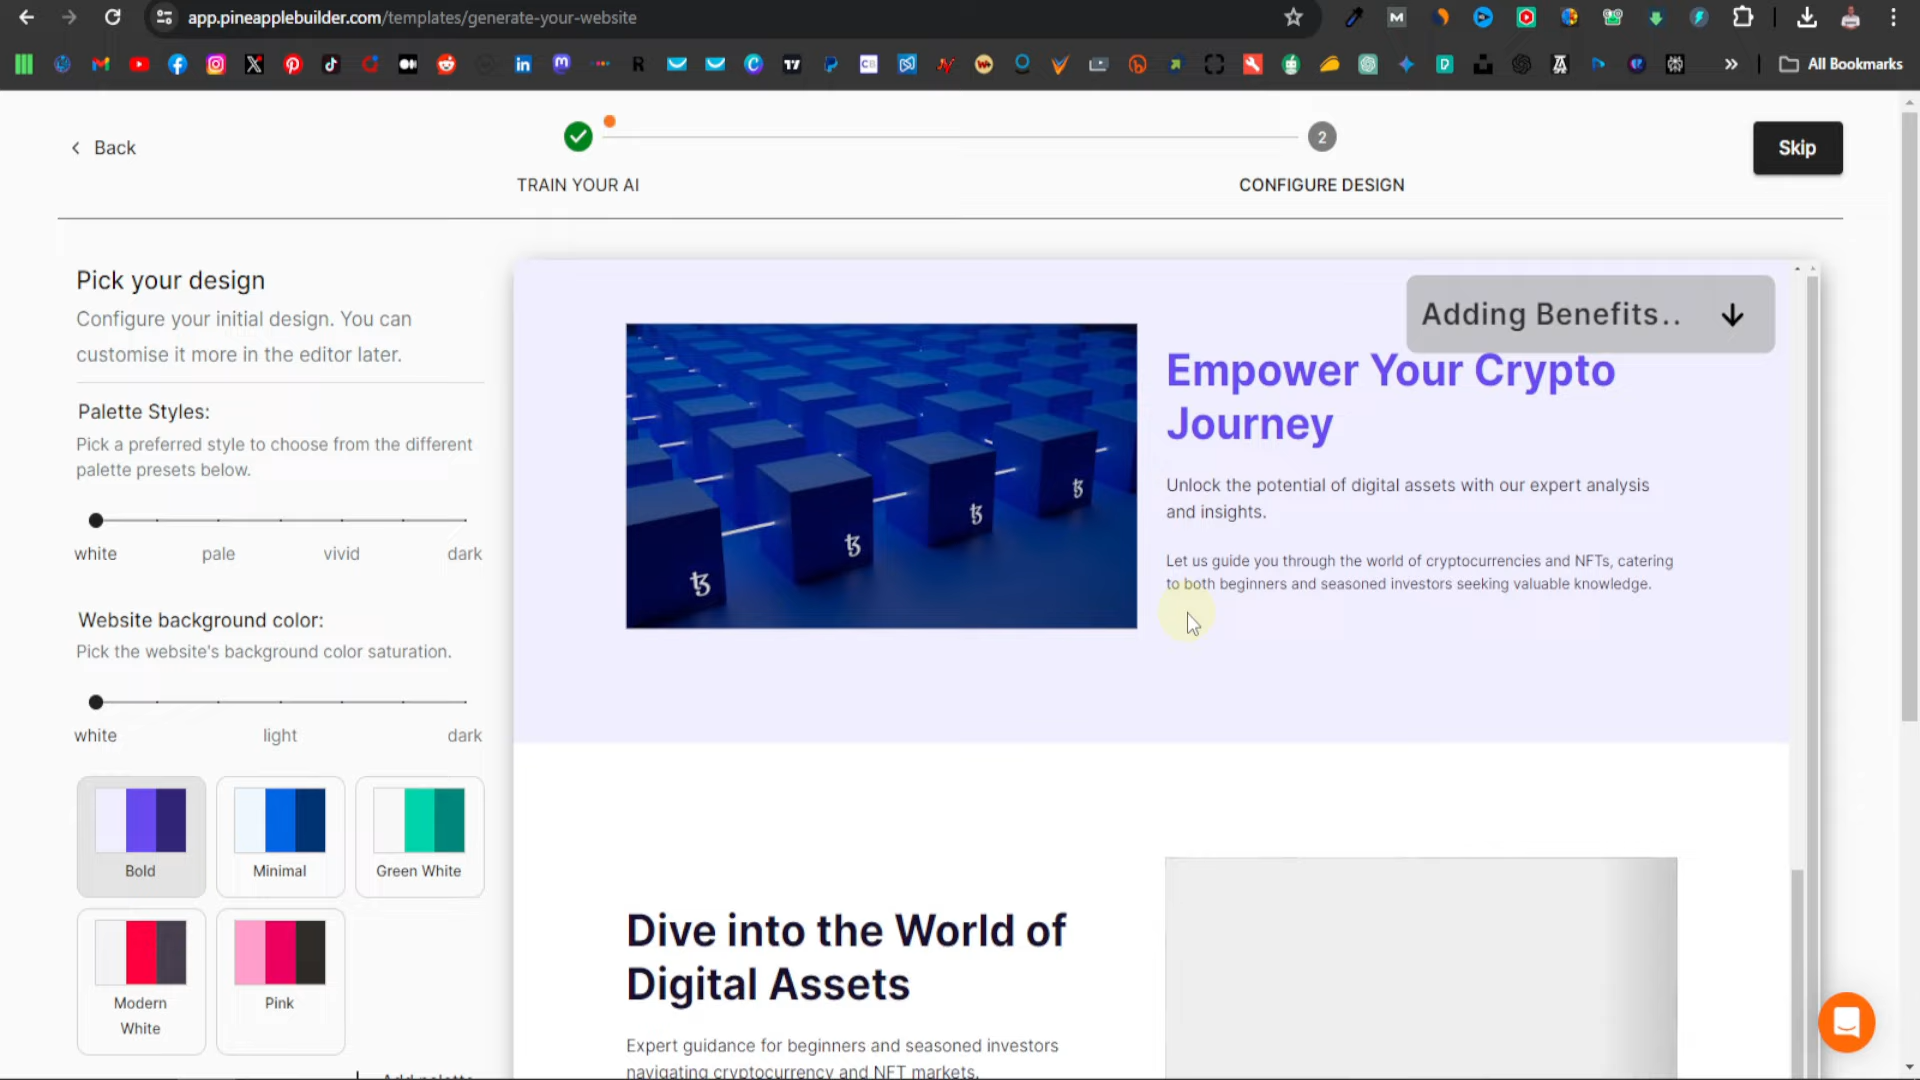 app.pineapplebuilder.com/templates/generate-your-website
All Bookmarks
Back
2
Skip
TRAIN YOUR AI
CONFIGURE DESIGN
Pick your design
Configure your initial design. You can
customise it more in the editor later.
Palette Styles:
Pick a preferred style to choose from the different
palette presets below.
white pale vivid dark
Website background color:
Pick the website's background color saturation.
white light dark
Bold
Minimal
Green White
Modern
White
Pink
Adding Benefits..
Empower Your Crypto
Journey
Unlock the potential of digital assets with our expert analysis
and insights.
Let us guide you through the world of cryptocurrencies and NFTs, catering
to both beginners and seasoned investors seeking valuable knowledge.
Dive into the World of
Digital Assets
Expert guidance for beginners and seasoned investors
navigating cryptocurrency and NFT markets.